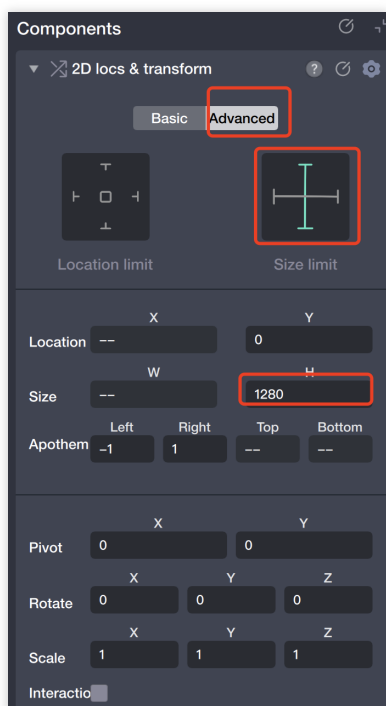 Components
2D locs & transform ?
Basic Advanced
Location limit Size limit
X Y
Location -- 0
W H
Size -- 1280
Left Right Top Bottom
Apothem -1 1 -- --
X Y
Pivot 0 0
X Y Z
Rotate 0 0 0
X Y Z
Scale 1 1 1
Interactio